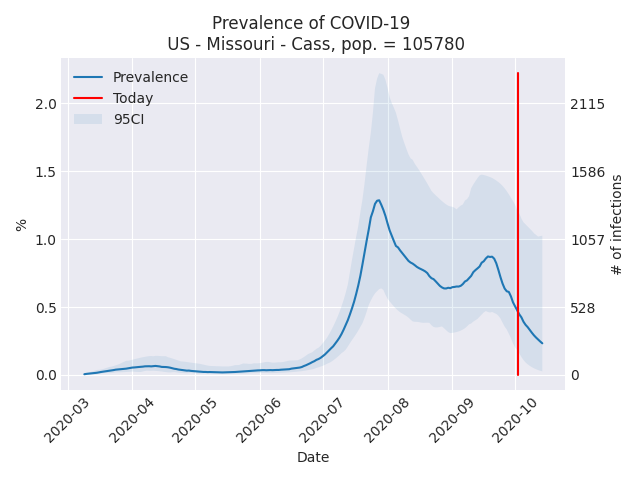 Prevalence of COVID-19
US - Missouri - Cass, pop. = 105780
Prevalence
Today
95CI
2.0
1.5
1.0
0.5
0.0
%
2115
1586
1057
528
0
# of infections
2020-03
2020-04
2020-05
2020-06
2020-07
2020-08
2020-09
2020-10
Date